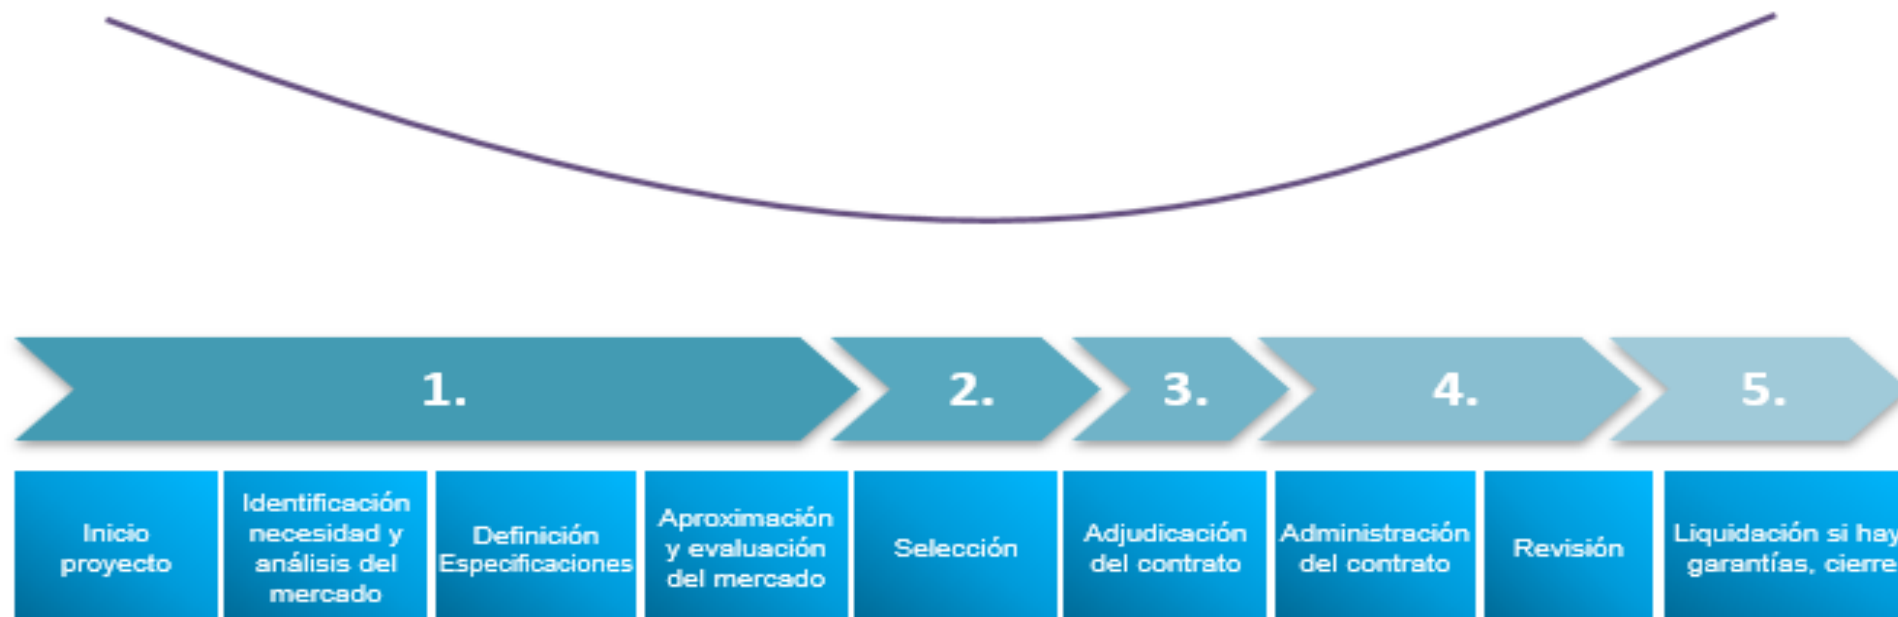 1.
2.
3.
4.
5.
Inicio
proyecto
Identificación
necesidad y
análisis del
mercado
Definición
Especificaciones
Aproximación
y evaluación
del mercado
Selección
Adjudicación
del contrato
Administración
del contrato
Revisión
Liquidación si hay
garantías, cierre